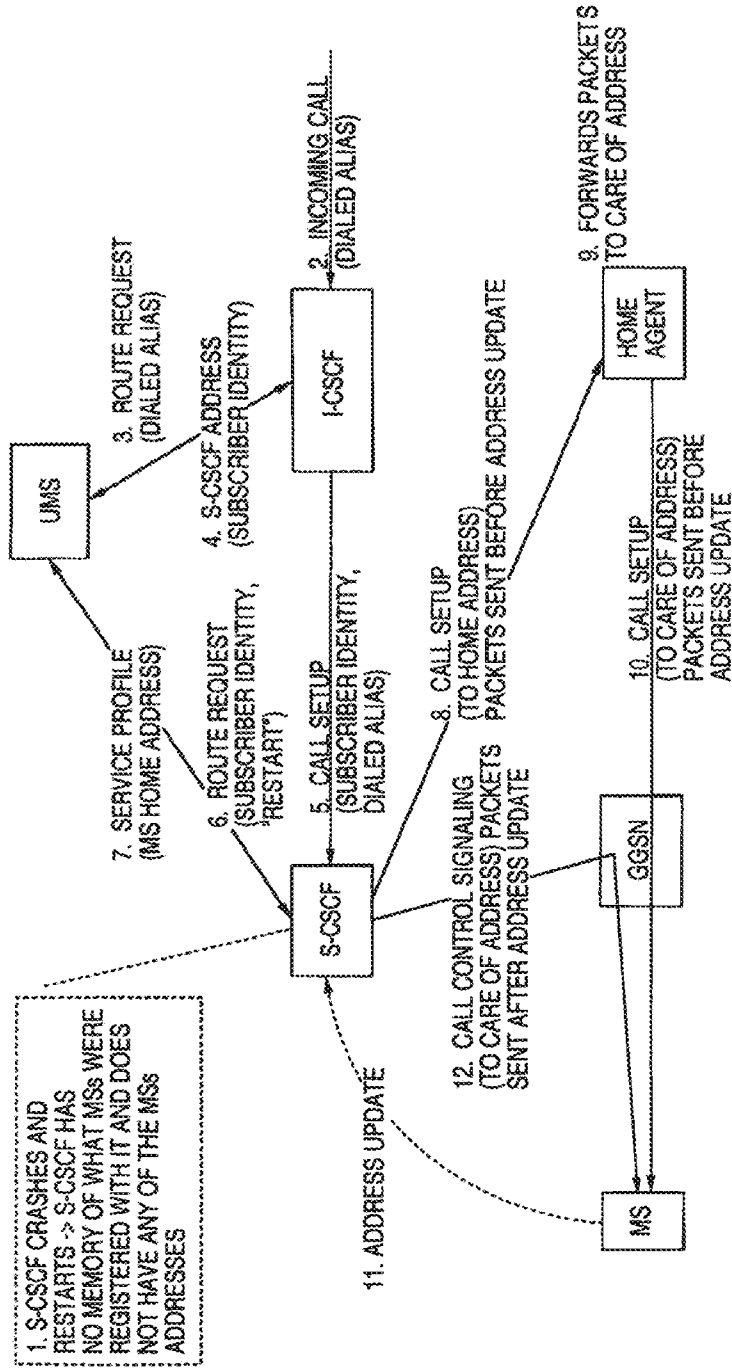 1. S-CSCF CRASHES AND
RESTARTS -> S-CSCF HAS
NO MEMORY OF WHAT MSs WERE
REGISTERED WITH IT AND DOES
NOT HAVE ANY OF THE MSs
ADDRESSES
UMS
7. SERVICE PROFILE
(MS HOME ADDRESS)
3. ROUTE REQUEST
(DIALED ALIAS)
4. S-CSCF ADDRESS
(SUBSCRIBER IDENTITY)
6. ROUTE REQUEST
(SUBSCRIBER IDENTITY,
"RESTART")
2. INCOMING CALL
(DIALED ALIAS)
I-CSCF
5. CALL SETUP
(SUBSCRIBER IDENTITY,
DIALED ALIAS)
S-CSCF
11. ADDRESS UPDATE
12. CALL CONTROL SIGNALING
(TO CARE OF ADDRESS) PACKETS
SENT AFTER ADDRESS UPDATE
8. CALL SETUP
(TO HOME ADDRESS)
PACKETS SENT BEFORE ADDRESS UPDATE
9. FORWARDS PACKETS
TO CARE OF ADDRESS
MS
GGSN
HOME
AGENT
10. CALL SETUP
(TO CARE OF ADDRESS)
PACKETS SENT BEFORE
ADDRESS UPDATE